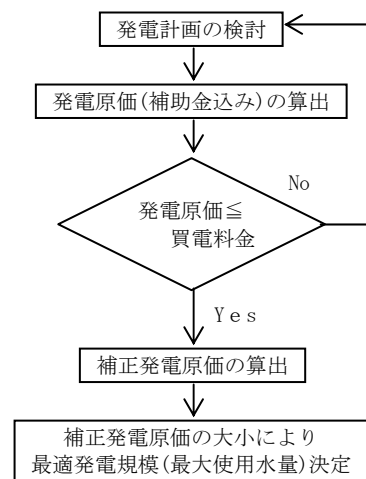 発電計画の検討
発電原価(補助金込み)の算出
発電原価≦
買電料金
No
Yes
補正発電原価の算出
補正発電原価の大小により
最適発電規模(最大使用水量)決定